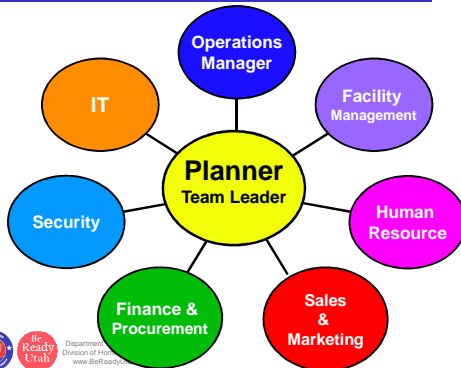 Operations
Manager
IT
Facility
Management
Planner
Team Leader
Security
Human
Resource
Finance &
Procurement
Sales
&
Marketing
Be
Ready
Utah
Department
Division of